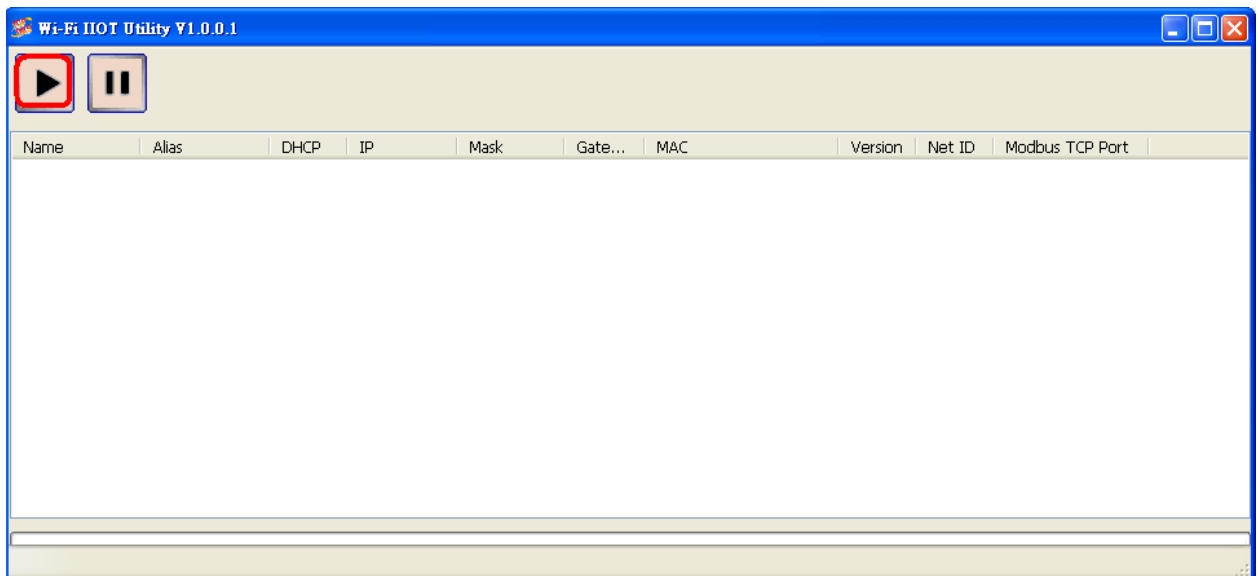 Wi-Fi IIOT Utility V1.0.0.1
Name Alias DHCP IP Mask Gate... MAC Version Net ID Modbus TCP Port